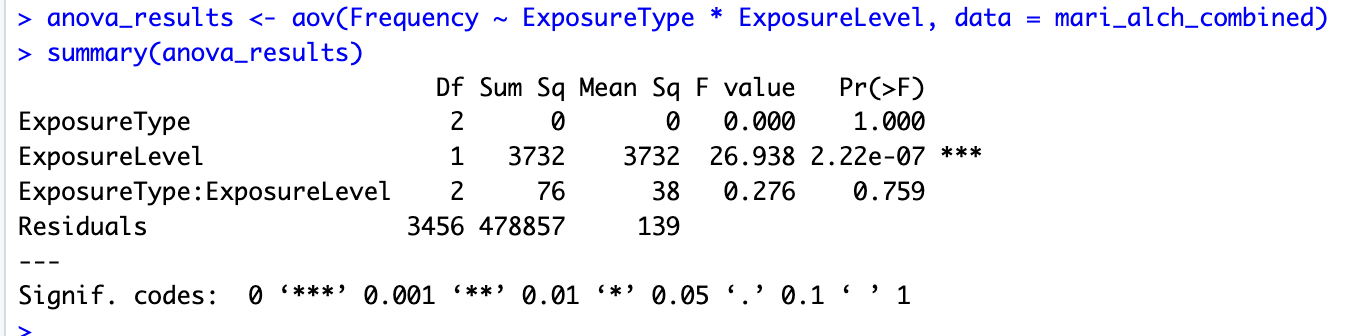 > anova_results <- aov(Frequency ~ ExposureType * ExposureLevel, data = mari_alch_combined)
> summary(anova_results)
                             Df Sum Sq Mean Sq F value   Pr(>F)
ExposureType                  2      0       0   0.000    1.000
ExposureLevel                 1   3732    3732  26.938 2.22e-07 ***
ExposureType:ExposureLevel    2     76      38   0.276    0.759
Residuals                  3456 478857     139
---
Signif. codes:  0 ‘***’ 0.001 ‘**’ 0.01 ‘*’ 0.05 ‘.’ 0.1 ‘ ’ 1
>